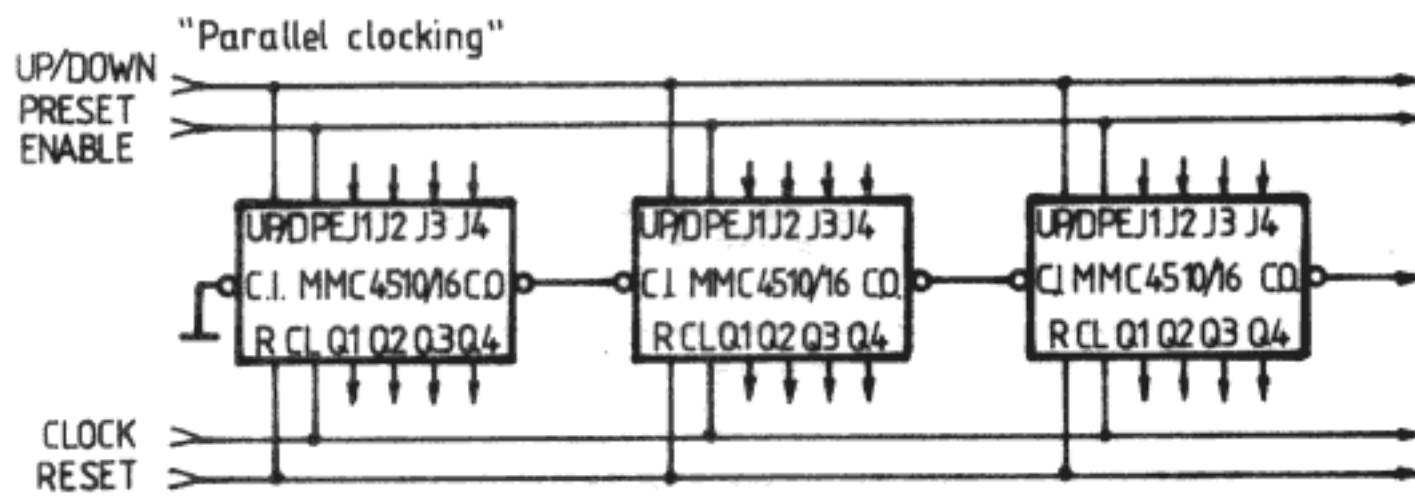 "Parallel clocking"
UP/DOWN
PRESET
ENABLE
UP/D PE J1 J2 J3 J4
C.I. MMC4510/16 C.O
R CL Q1 Q2 Q3 Q4
UP/D PE J1 J2 J3 J4
C.I. MMC4510/16 C.O.
R CL Q1 Q2 Q3 Q4
UP/D PE J1 J2 J3 J4
C.I. MMC4510/16 C.O.
R CL Q1 Q2 Q3 Q4
CLOCK
RESET